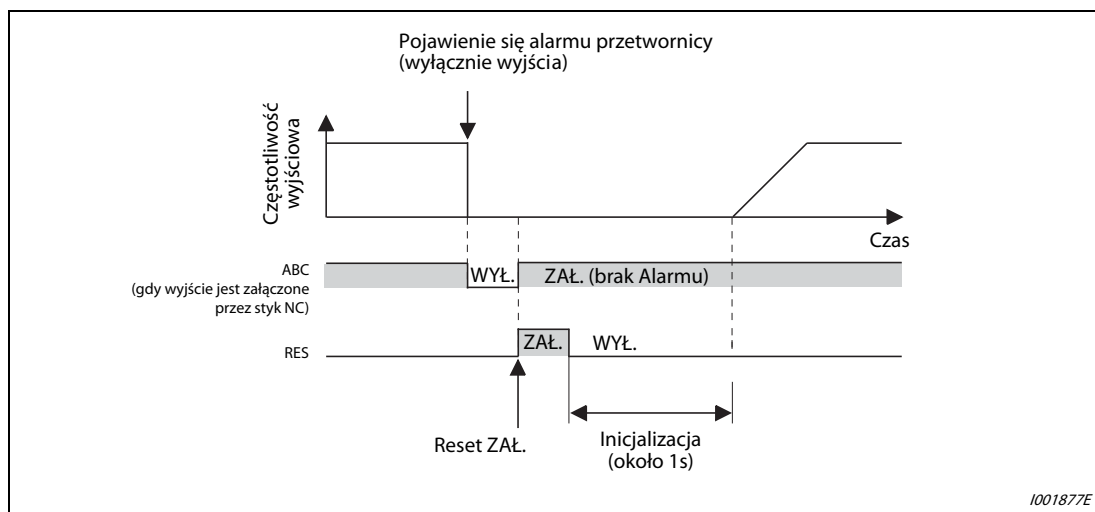 Pojawienie się alarmu przetwornicy
(wyłącznie wyjścia)
Częstotliwość
wyjściowa
Czas
ABC
(gdy wyjście jest załączone
przez styk NC)
WYŁ.
ZAŁ. (brak Alarmu)
RES
ZAŁ.
WYŁ.
Reset ZAŁ.
Inicjalizacja
(około 1s)
I001877E